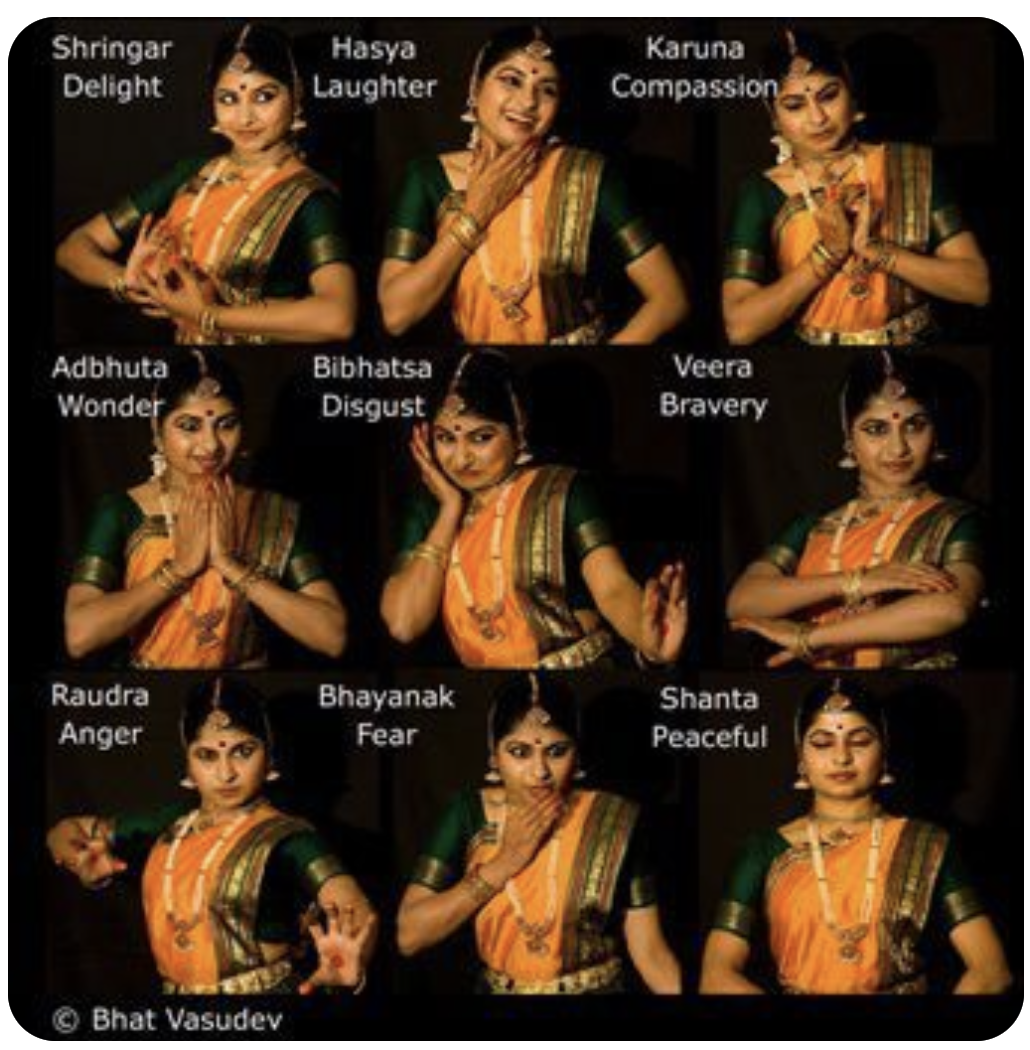 Shringar
Delight
Hasya
Laughter
Karuna
Compassion
Adbhuta
Wonder
Bibhatsa
Disgust
Veera
Bravery
Raudra
Anger
Bhayanak
Fear
Shanta
Peaceful
© Bhat Vasudev